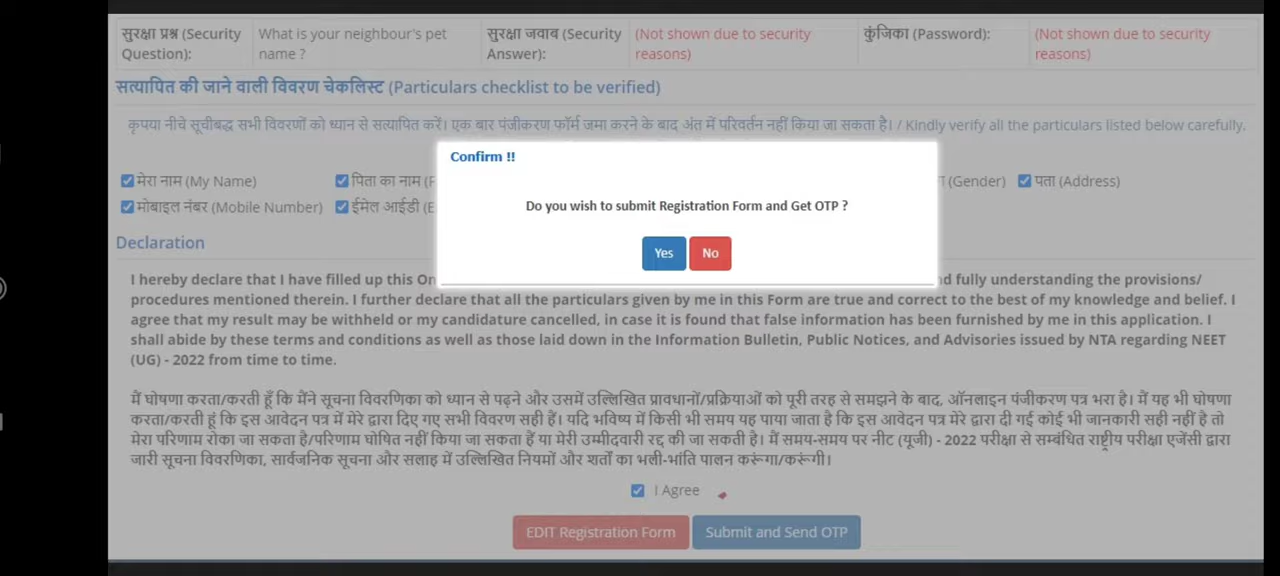 सुरक्षा प्रश्न (Security Question): What is your neighbour's pet name ? सुरक्षा जवाब (Security Answer): (Not shown due to security reasons) कुंजिका (Password): (Not shown due to security reasons)
सत्यापित की जाने वाली विवरण चेकलिस्ट (Particulars checklist to be verified)
कृपया नीचे सूचीबद्ध सभी विवरणों को ध्यान से सत्यापित करें। एक बार पंजीकरण फॉर्म जमा करने के बाद अंत में परिवर्तन नहीं किया जा सकता है। / Kindly verify all the particulars listed below carefully.
Confirm !!
Do you wish to submit Registration Form and Get OTP ?
Yes No
मेरा नाम (My Name) पिता का नाम (Gender) पता (Address)
मोबाइल नंबर (Mobile Number) ईमेल आईडी
Declaration
I hereby declare that I have filled up this On nd fully understanding the provisions/
procedures mentioned therein. I further declare that all the particulars given by me in this Form are true and correct to the best of my knowledge and belief. I
agree that my result may be withheld or my candidature cancelled, in case it is found that false information has been furnished by me in this application. I
shall abide by these terms and conditions as well as those laid down in the Information Bulletin, Public Notices, and Advisories issued by NTA regarding NEET
(UG) - 2022 from time to time.
मैं घोषणा करता/करती हूँ कि मैंने सूचना विवरणिका को ध्यान से पढ़ने और उसमें उल्लिखित प्रावधानों/प्रक्रियाओं को पूरी तरह से समझने के बाद, ऑनलाइन पंजीकरण पत्र भरा है। मैं यह भी घोषणा
करता/करती हूं कि इस आवेदन पत्र में मेरे द्वारा दिए गए सभी विवरण सही हैं। यदि भविष्य में किसी भी समय यह पाया जाता है कि इस आवेदन पत्र मेरे द्वारा दी गई कोई भी जानकारी सही नहीं है तो
मेरा परिणाम रोका जा सकता है/परिणाम घोषित नहीं किया जा सकता हैं या मेरी उम्मीदवारी रद्द की जा सकती है। मैं समय-समय पर नीट (यूजी) - 2022 परीक्षा से सम्बंधित राष्ट्रीय परीक्षा एजेंसी द्वारा
जारी सूचना विवरणिका, सार्वजनिक सूचना और सलाह में उल्लिखित नियमों और शर्तों का भली-भांति पालन करूंगा/करूंगी।
I Agree
EDIT Registration Form Submit and Send OTP